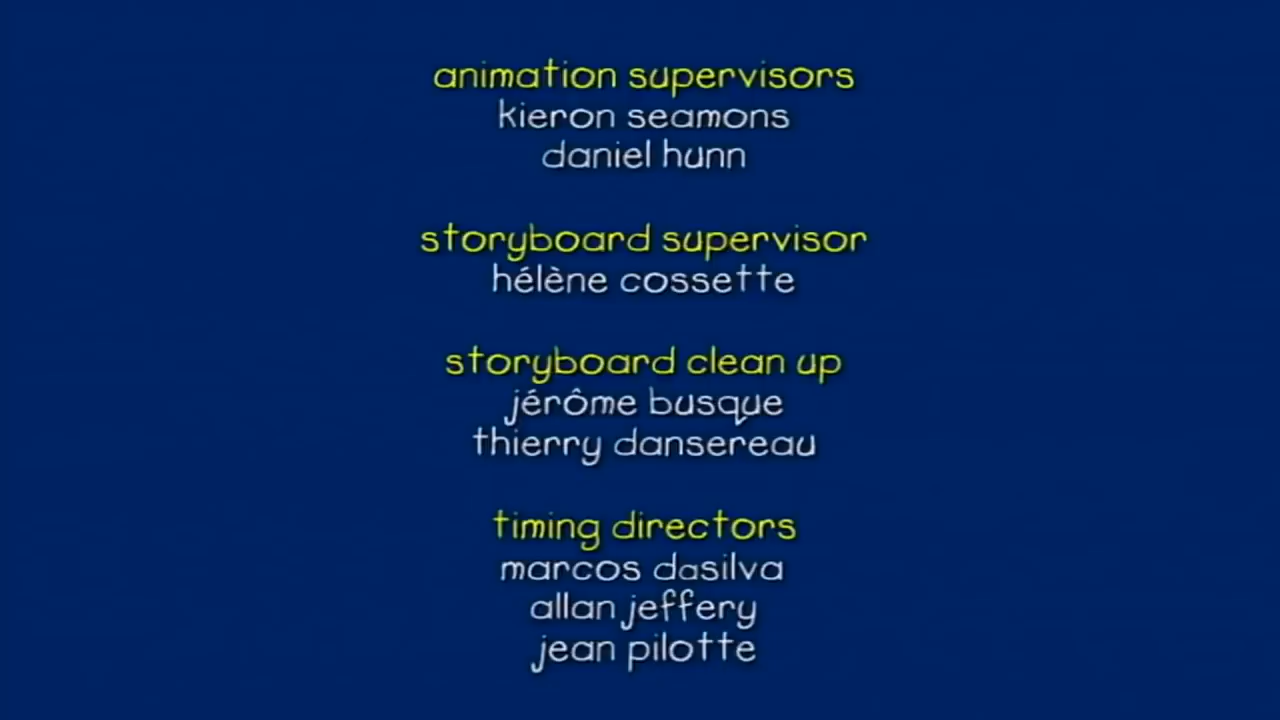 animation supervisors
kieron seamons
daniel hunn
storyboard supervisor
hélène cossette
storyboard clean up
jérôme busque
thierry dansereau
timing directors
marcos dasilva
allan jeffery
jean pilotte